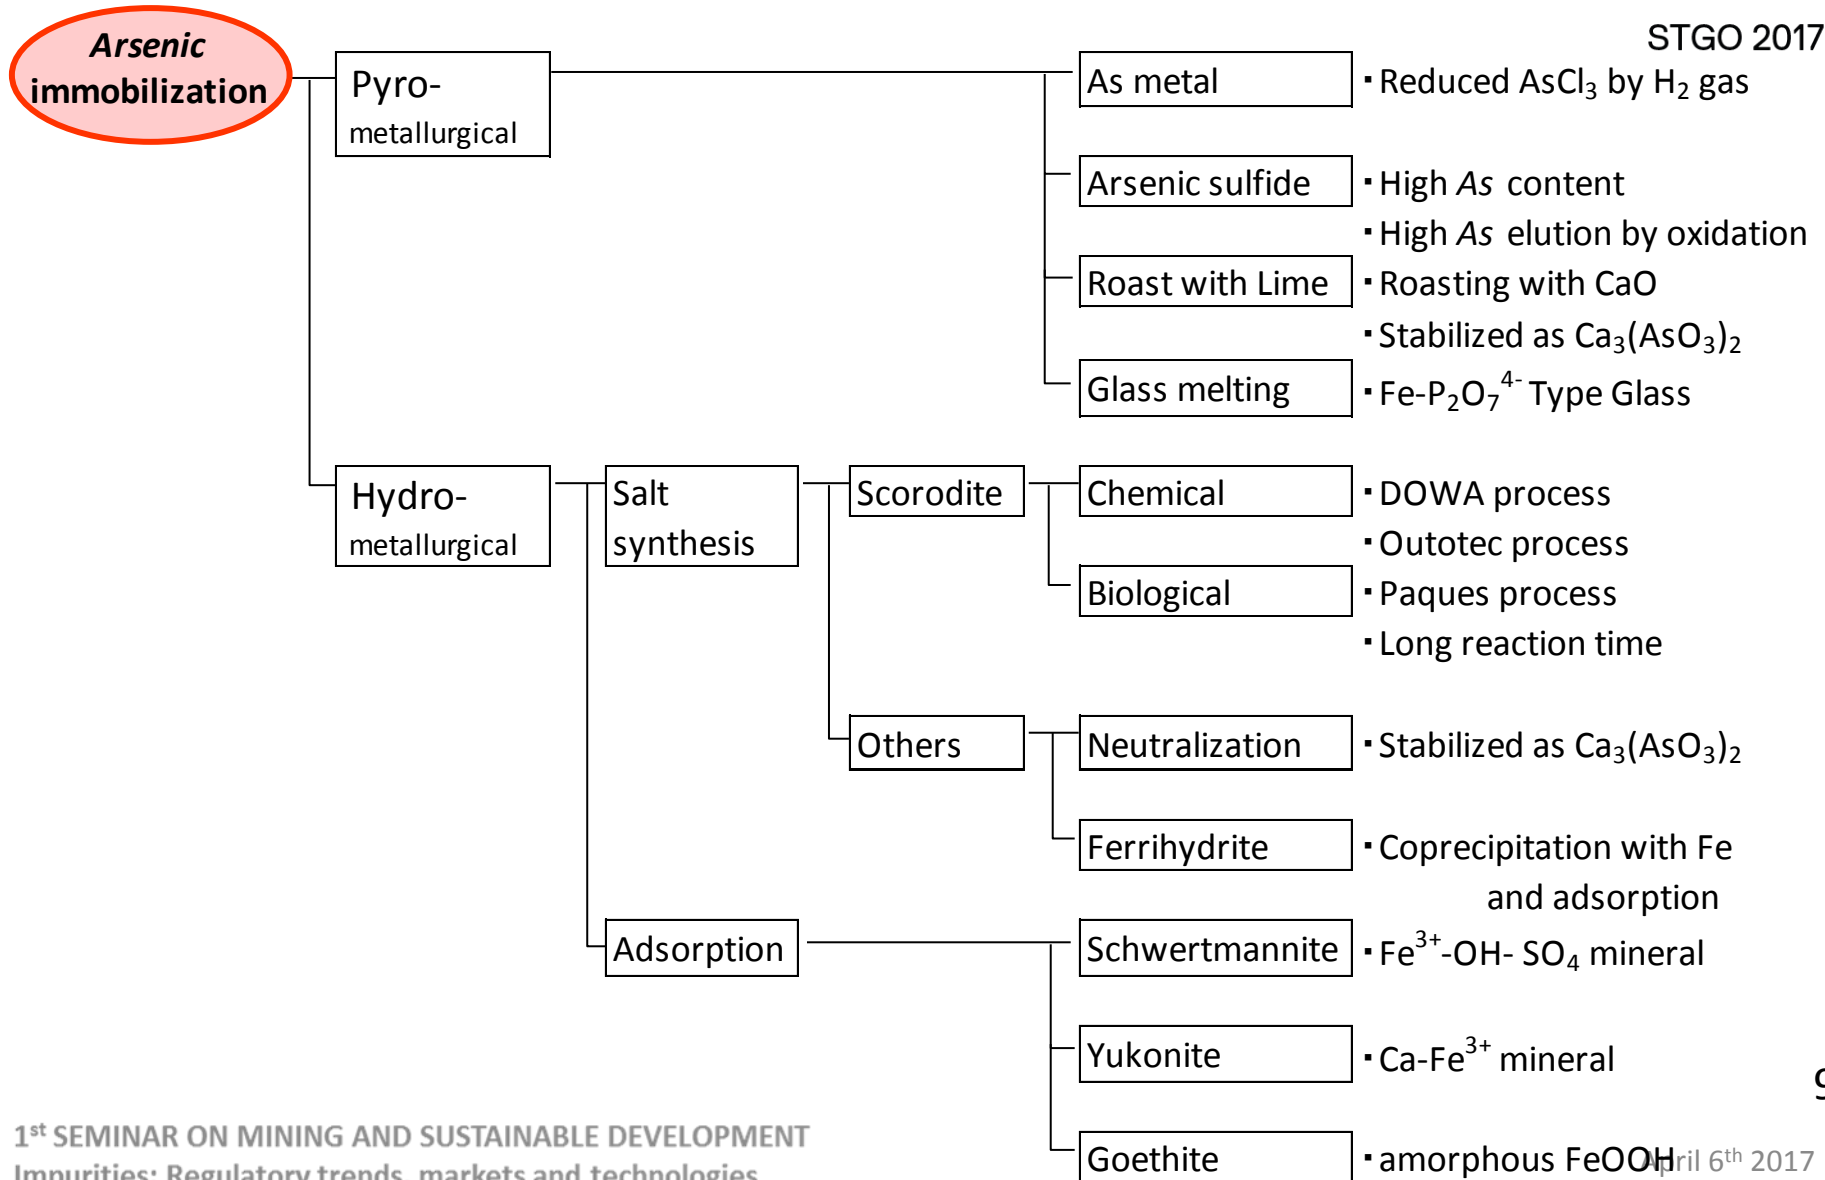 STGO 2017
Arsenic
immobilization
Pyro-
metallurgical
As metal
▪Reduced AsCl₃ by H₂ gas
Arsenic sulfide
▪High As content
▪High As elution by oxidation
Roast with Lime
▪Roasting with CaO
▪Stabilized as Ca₃(AsO₃)₂
Glass melting
▪Fe-P₂O₇⁴⁻ Type Glass
Hydro-
metallurgical
Salt
synthesis
Scorodite
Chemical
▪DOWA process
▪Outotec process
Biological
▪Paques process
▪Long reaction time
Others
Neutralization
▪Stabilized as Ca₃(AsO₃)₂
Ferrihydrite
▪Coprecipitation with Fe
and adsorption
Adsorption
Schwertmannite
▪Fe³⁺-OH- SO₄ mineral
Yukonite
▪Ca-Fe³⁺ mineral
9
Goethite
▪amorphous FeOOH
1st SEMINAR ON MINING AND SUSTAINABLE DEVELOPMENT
Impurities: Regulatory trends, markets and technologies
April 6th 2017